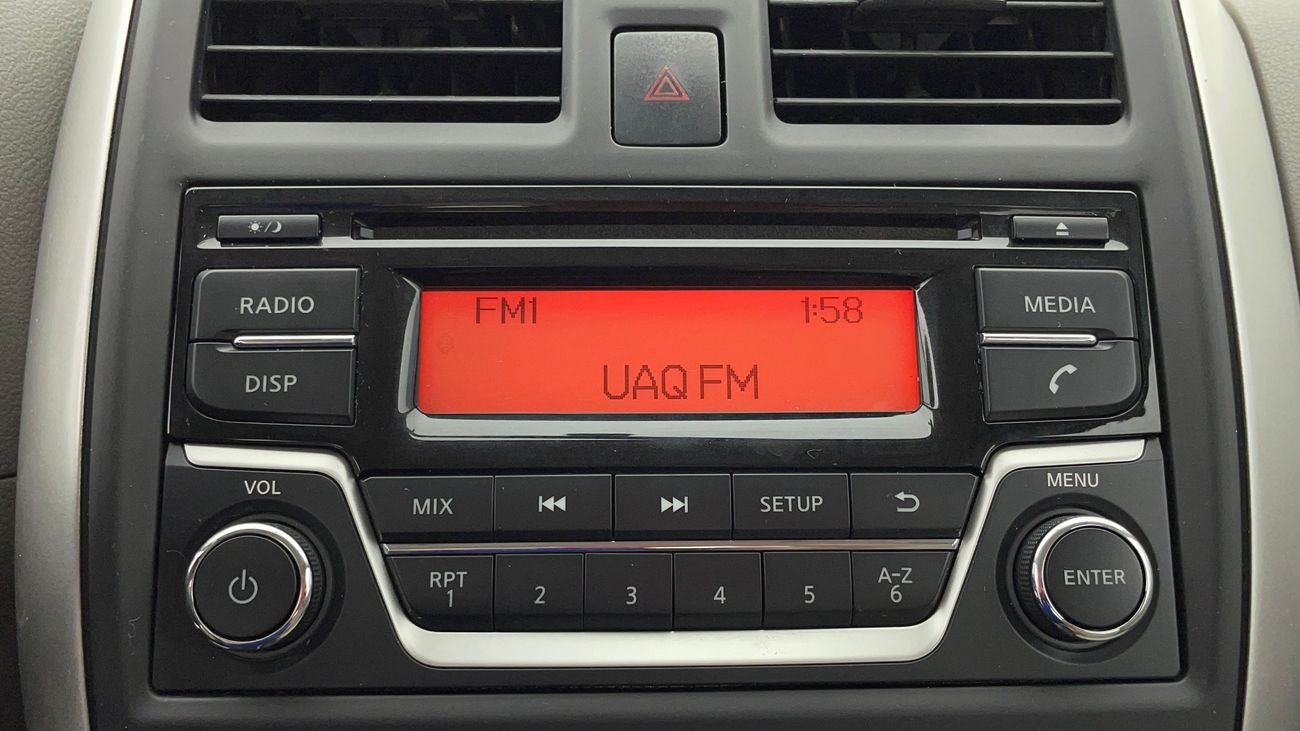 RADIO
DISP
FM1 1:58
UAQ FM
MEDIA
VOL
MIX
SETUP
MENU
RPT
1
2
3
4
5
A-Z
6
ENTER